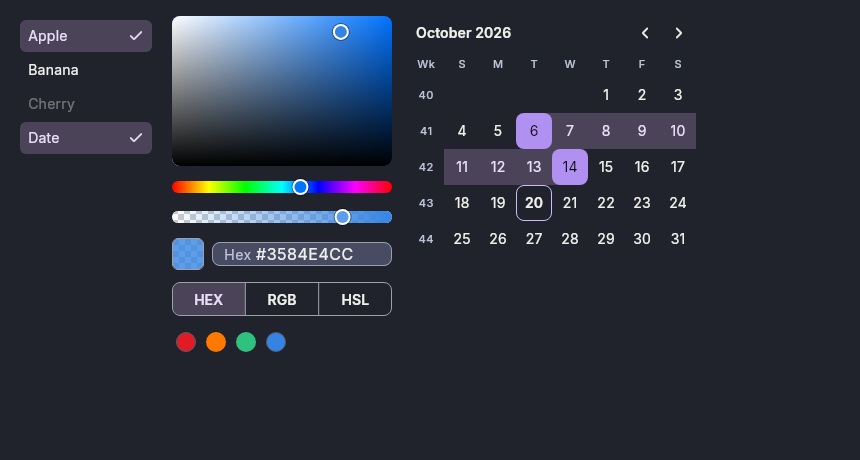 Apple
Banana
Cherry
Date
Hex #3584E4CC
HEX RGB HSL
October 2026
Wk S M T W T F S
40 1 2 3
41 4 5 6 7 8 9 10
42 11 12 13 14 15 16 17
43 18 19 20 21 22 23 24
44 25 26 27 28 29 30 31